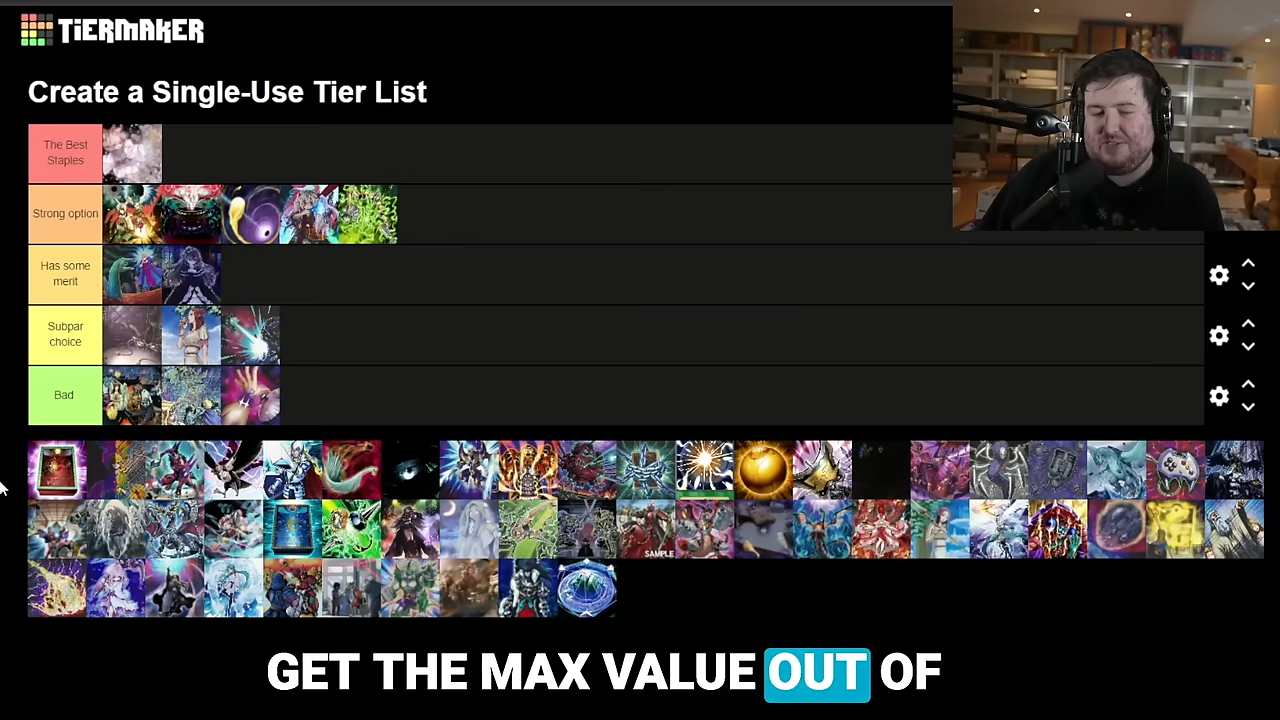 TIERMAKER
Create a Single-Use Tier List
The Best
Staples
Strong option
Has some
merit
Subpar
choice
Bad
SAMPLE
GET THE MAX VALUE OUT OF